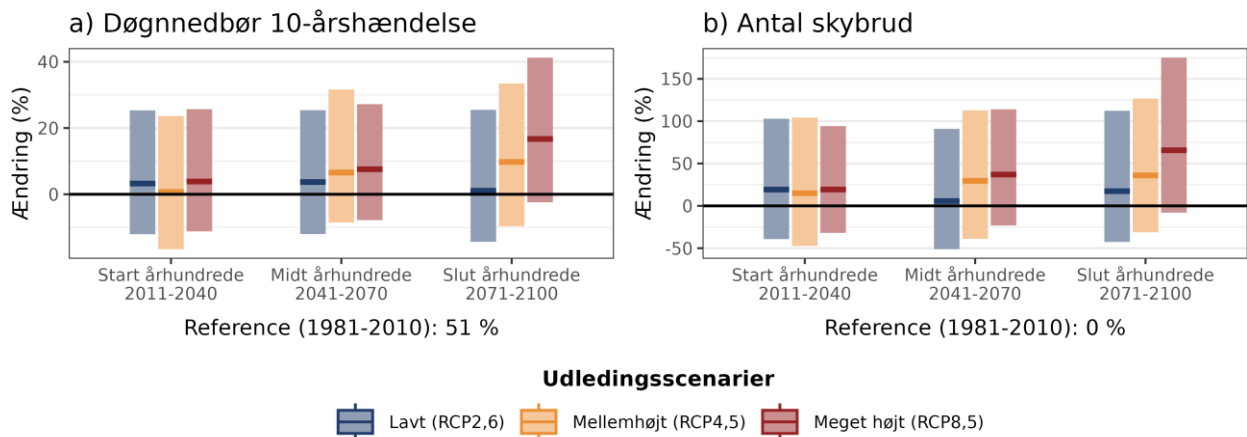 a) Døgnnedbør 10-årshændelse
Ændring (%)
40
20
0
Start århundrede
2011-2040
Midt århundrede
2041-2070
Slut århundrede
2071-2100
Reference (1981-2010): 51 %
b) Antal skybrud
Ændring (%)
150
100
50
0
-50
Start århundrede
2011-2040
Midt århundrede
2041-2070
Slut århundrede
2071-2100
Reference (1981-2010): 0 %
Udledingsscenarier
Lavt (RCP2,6)
Mellemhøjt (RCP4,5)
Meget højt (RCP8,5)